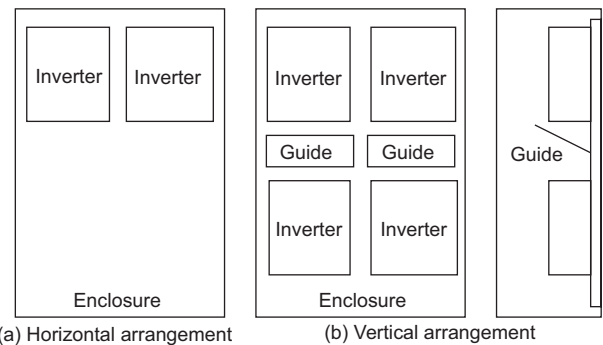 Inverter Inverter
Enclosure
(a) Horizontal arrangement
Inverter Inverter
Guide Guide
Inverter Inverter
Enclosure
Guide
(b) Vertical arrangement